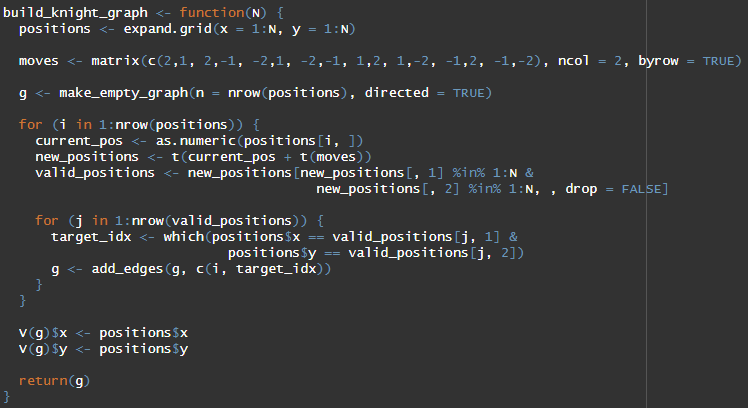 build_knight_graph <- function(N) {
  positions <- expand.grid(x = 1:N, y = 1:N)

  moves <- matrix(c(2,1, 2,-1, -2,1, -2,-1, 1,2, 1,-2, -1,2, -1,-2), ncol = 2, byrow = TRUE)

  g <- make_empty_graph(n = nrow(positions), directed = TRUE)

  for (i in 1:nrow(positions)) {
    current_pos <- as.numeric(positions[i, ])
    new_positions <- t(current_pos + t(moves))
    valid_positions <- new_positions[new_positions[, 1] %in% 1:N &
                                       new_positions[, 2] %in% 1:N, , drop = FALSE]

    for (j in 1:nrow(valid_positions)) {
      target_idx <- which(positions$x == valid_positions[j, 1] &
                            positions$y == valid_positions[j, 2])
      g <- add_edges(g, c(i, target_idx))
    }
  }

  V(g)$x <- positions$x
  V(g)$y <- positions$y

  return(g)
}